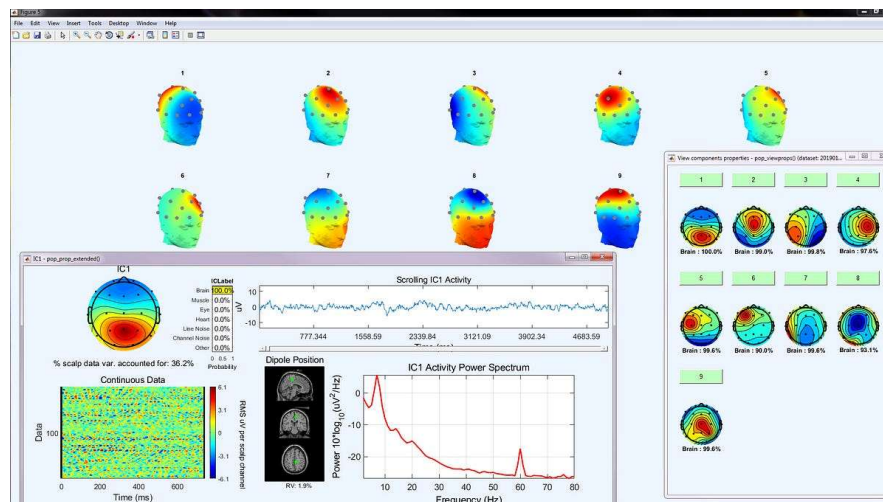 Figure 5
File Edit View Insert Tools Desktop Window Help
1 2 3 4 5
6 7 8 9
View components properties - pop_viewprops() (dataset: 201901...
1 2 3 4
Brain : 100.0% Brain : 99.0% Brain : 99.8% Brain : 97.6%
5 6 7 8
Brain : 99.6% Brain : 90.0% Brain : 99.6% Brain : 93.1%
9
Brain : 99.6%
IC1 - pop_prop_extended()
IC1
ICLabel
Brain 100.0%
Muscle 0.0%
Eye 0.0%
Heart 0.0%
Line Noise 0.0%
Channel Noise 0.0%
Other 0.0%
0 0.5 1
Probability
% scalp data var. accounted for: 36.2%
Scrolling IC1 Activity
uV
10
0
-10
777.344 1558.59 2339.84 3121.09 3902.34 4683.59
Continuous Data
Data
100
0 200 400 600
Time (ms)
6.1
3.1
0
-3.1
-6.1
RMS uV per scalp channel
Dipole Position
RV: 1.9%
IC1 Activity Power Spectrum
Power 10*log10(uV2/Hz)
0
-10
-20
10 20 30 40 50 60 70 80
Frequency (Hz)